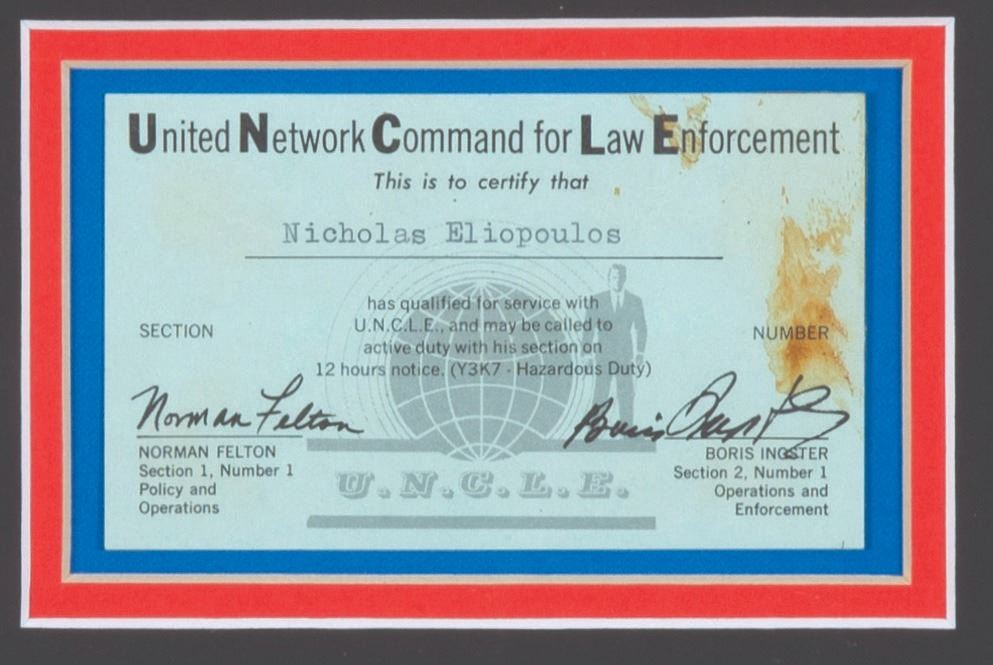 United Network Command for Law Enforcement
This is to certify that
Nicholas Eliopoulos
has qualified for service with
U.N.C.L.E., and may be called to
active duty with his section on
12 hours notice. (Y3K7 - Hazardous Duty)
SECTION
NUMBER
Norman Felton
NORMAN FELTON
Section 1, Number 1
Policy and
Operations
Boris Ingster
BORIS INGSTER
Section 2, Number 1
Operations and
Enforcement
U.N.C.L.E.